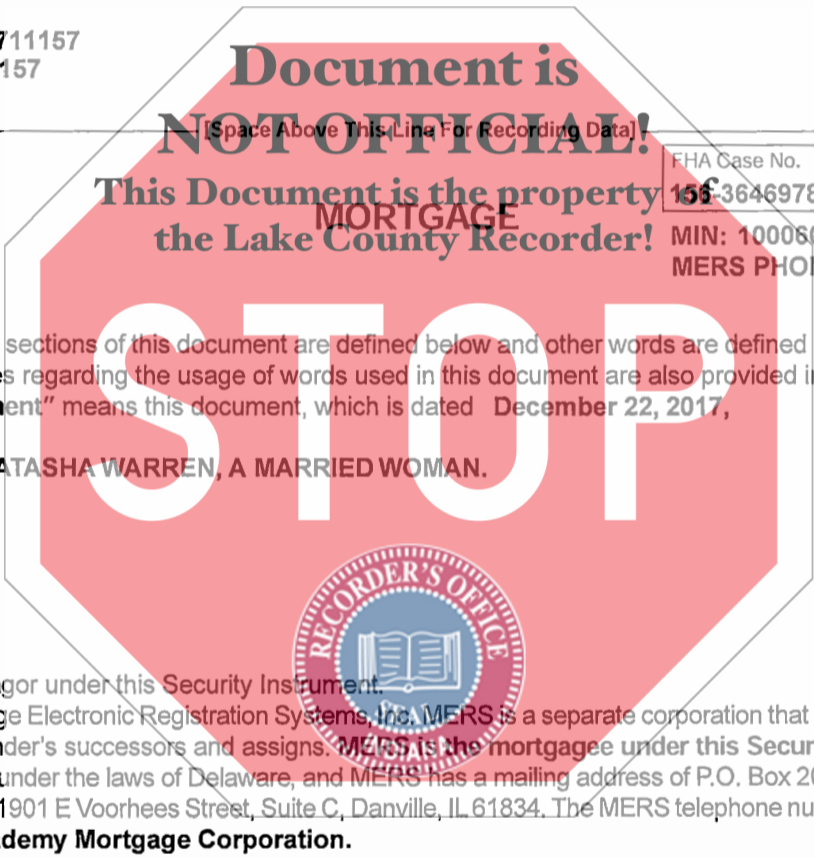 711157
157
Document is
[Space Above This Line For Recording Data]
NOT OFFICIAL!
FHA Case No.
156-3646978
This Document is the property of
MORTGAGE
the Lake County Recorder!
MIN: 10006
MERS PHO
STOP
sections of this document are defined below and other words are defined
s regarding the usage of words used in this document are also provided i
ent” means this document, which is dated December 22, 2017,
ATASHA WARREN, A MARRIED WOMAN.
RECORDER'S OFFICE
gor under this Security Instrument.
ge Electronic Registration Systems, Inc. MERS is a separate corporation that
der's successors and assigns. MERS is the mortgagee under this Secur
under the laws of Delaware, and MERS has a mailing address of P.O. Box 20
1901 E Voorhees Street, Suite C, Danville, IL 61834. The MERS telephone nu
demy Mortgage Corporation.